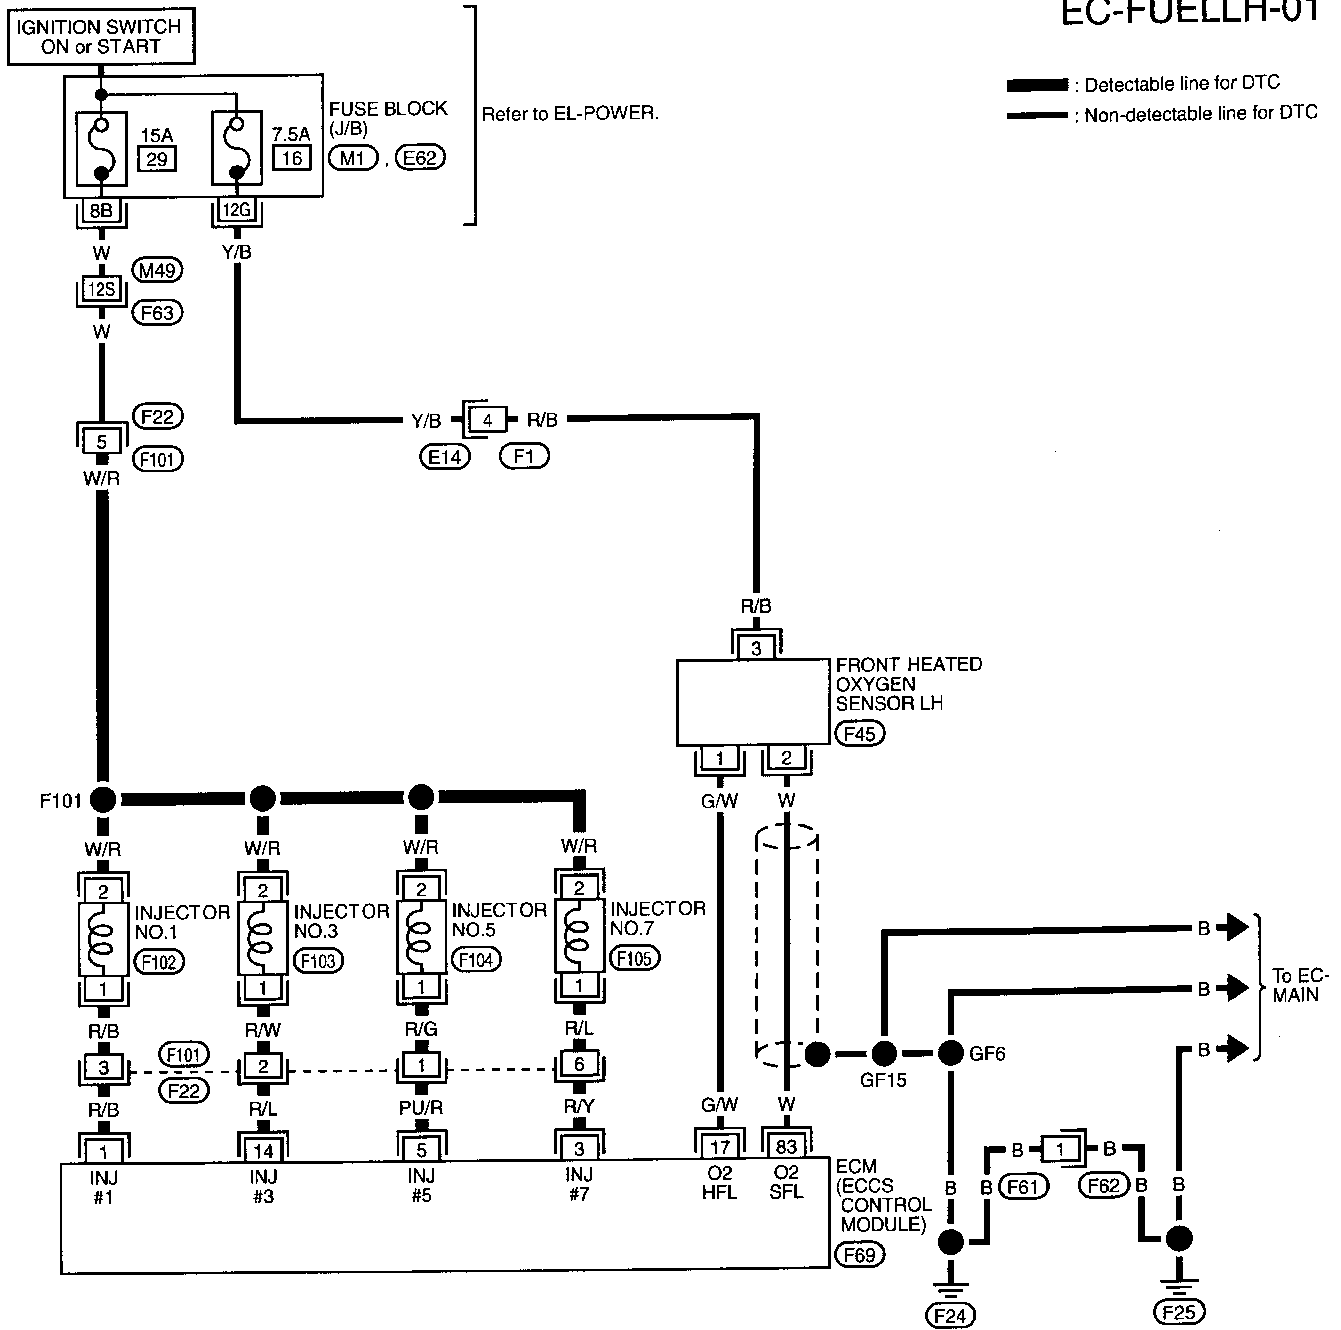 EC-FUELLH-01
IGNITION SWITCH
ON or START
: Detectable line for DTC
: Non-detectable line for DTC
FUSE BLOCK
(J/B)
Refer to EL-POWER.
15A
29
7.5A
16
M1 , E62
8B
12G
W
Y/B
M49
12S
F63
W
F22
5
F101
W/R
Y/B
4
R/B
E14
F1
R/B
3
FRONT HEATED
OXYGEN
SENSOR LH
F45
1
2
G/W
W
F101
W/R
W/R
W/R
W/R
2
2
2
2
INJECTOR
NO.1
F102
INJECTOR
NO.3
F103
INJECTOR
NO.5
F104
INJECTOR
NO.7
F105
1
1
1
1
B
B
B
To EC-
MAIN
R/B
R/W
R/G
R/L
3
F101
F22
2
1
6
GF15
GF6
R/B
R/L
PU/R
R/Y
G/W
W
1
14
5
3
17
83
INJ
#1
INJ
#3
INJ
#5
INJ
#7
O2
HFL
O2
SFL
ECM
(ECCS
CONTROL
MODULE)
F69
B
1
B
B
B
F61
F62
B
B
F24
F25